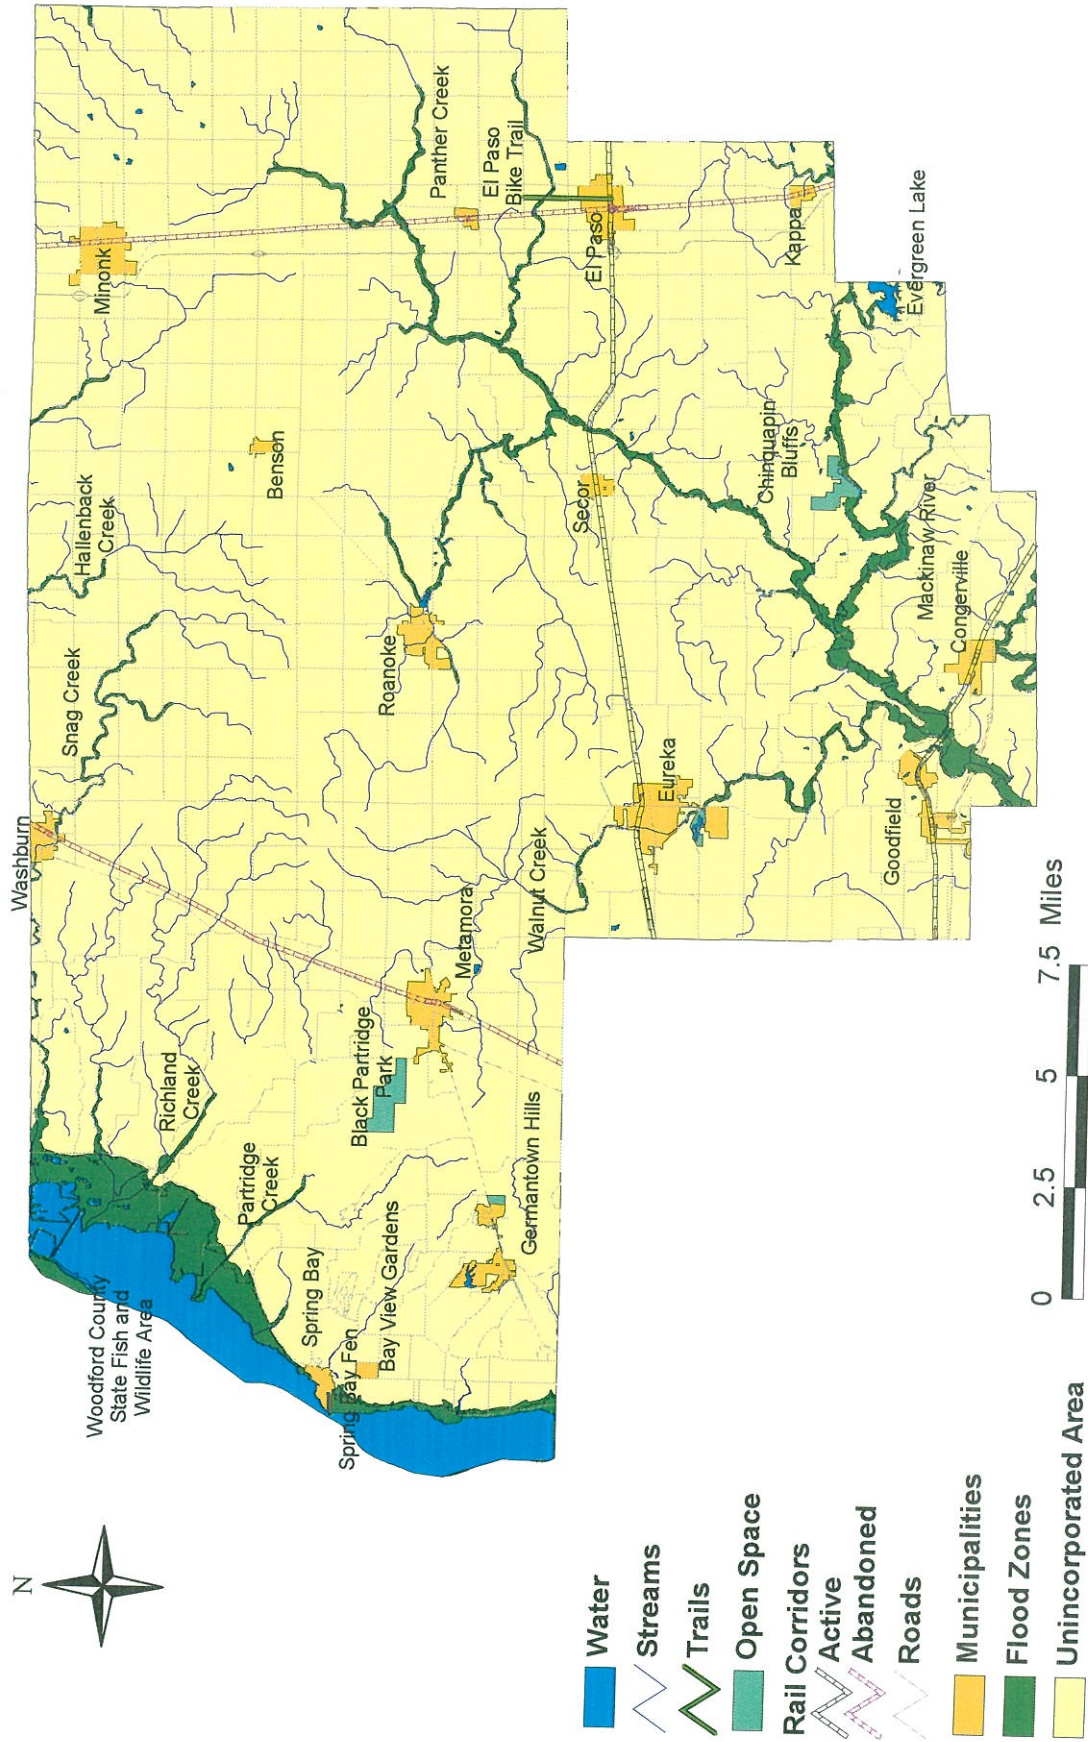 N
Washburn
Snag Creek
Hallenback
Creek
Minonk
Benson
Panther Creek
El Paso
Bike Trail
El Paso
Kappa
Evergreen Lake
Roanoke
Secor
Chinquapin
Bluffs
Mackinaw River
Congerville
Goodfield
Eureka
Walnut Creek
Metamora
Black Partridge
Park
Richland
Creek
Partridge
Creek
Woodford County
State Fish and
Wildlife Area
Spring Bay
Spring Bay Fen
Bay View Gardens
Germantown Hills
Water
Streams
Trails
Open Space
Rail Corridors
Active
Abandoned
Roads
Municipalities
Flood Zones
Unincorporated Area
0 2.5 5 7.5 Miles